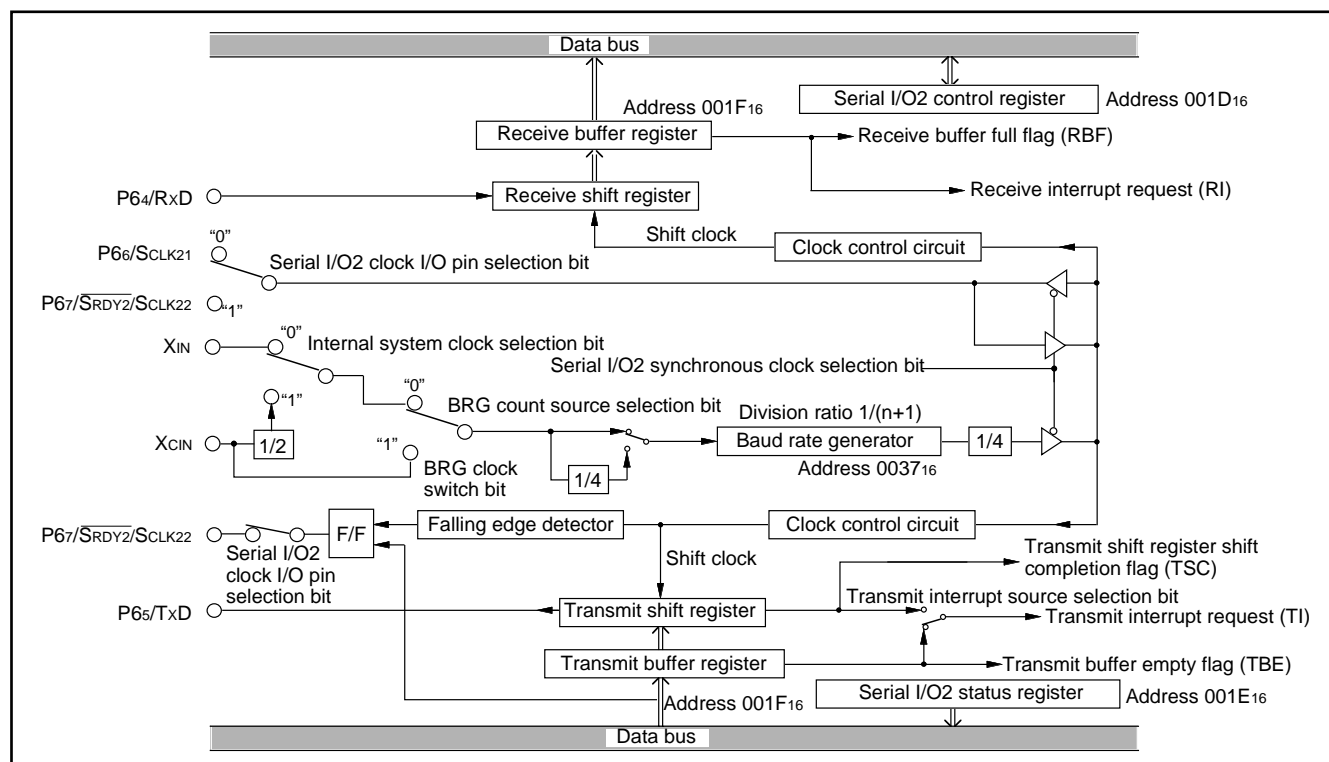 Data bus
Address 001F16
Serial I/O2 control register
Address 001D16
Receive buffer register
Receive buffer full flag (RBF)
Receive interrupt request (RI)
P64/RXD
Receive shift register
Shift clock
Clock control circuit
"0"
P66/SCLK21
Serial I/O2 clock I/O pin selection bit
P67/SRDY2/SCLK22
"1"
XIN
"0"
Internal system clock selection bit
Serial I/O2 synchronous clock selection bit
"1"
"0"
BRG count source selection bit
Division ratio 1/(n+1)
XCIN
1/2
"1"
Baud rate generator
1/4
BRG clock
switch bit
1/4
Address 003716
P67/SRDY2/SCLK22
F/F
Falling edge detector
Clock control circuit
Serial I/O2
clock I/O pin
selection bit
Shift clock
Transmit shift register shift
completion flag (TSC)
P65/TXD
Transmit shift register
Transmit interrupt source selection bit
Transmit interrupt request (TI)
Transmit buffer register
Transmit buffer empty flag (TBE)
Address 001F16
Serial I/O2 status register
Address 001E16
Data bus